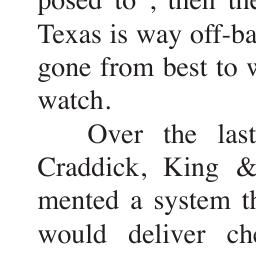 posed to , then the
Texas is way off-ba
gone from best to w
watch.
Over the last
Craddick, King &
mented a system th
would deliver che